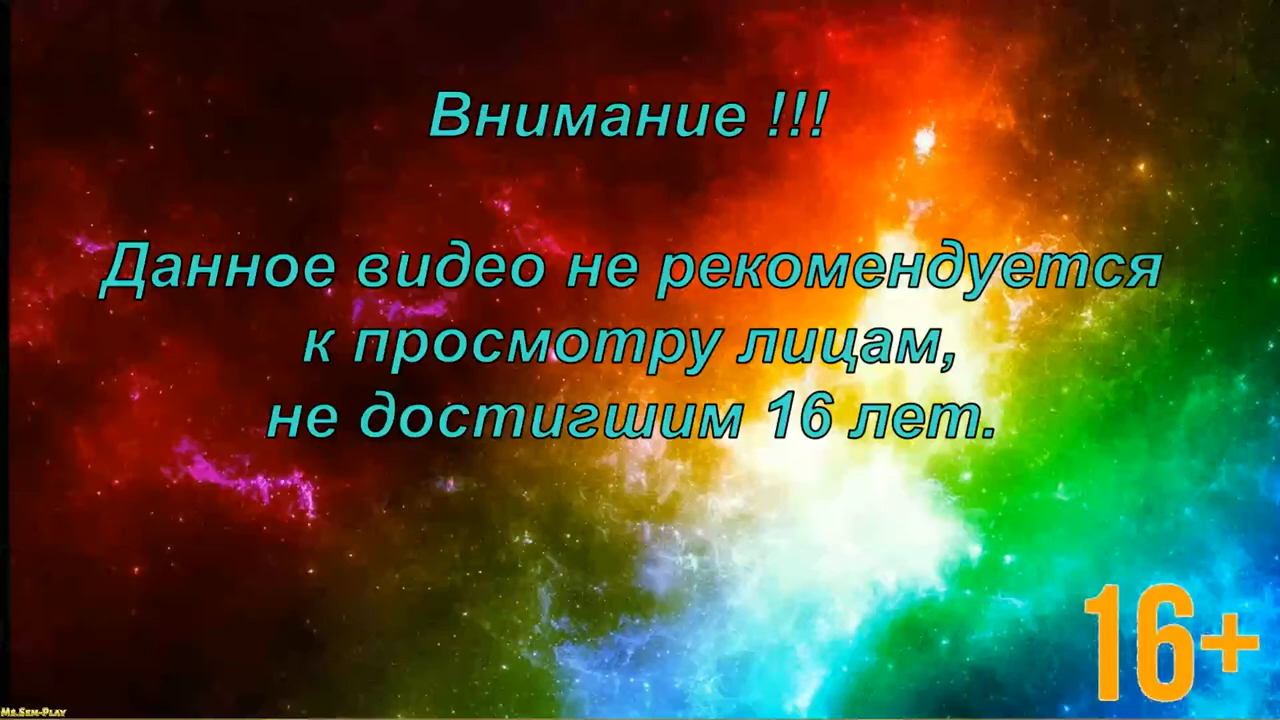 Внимание !!!
Данное видео не рекомендуется
к просмотру лицам,
не достигшим 16 лет.
16+
Ms.Sem-Play